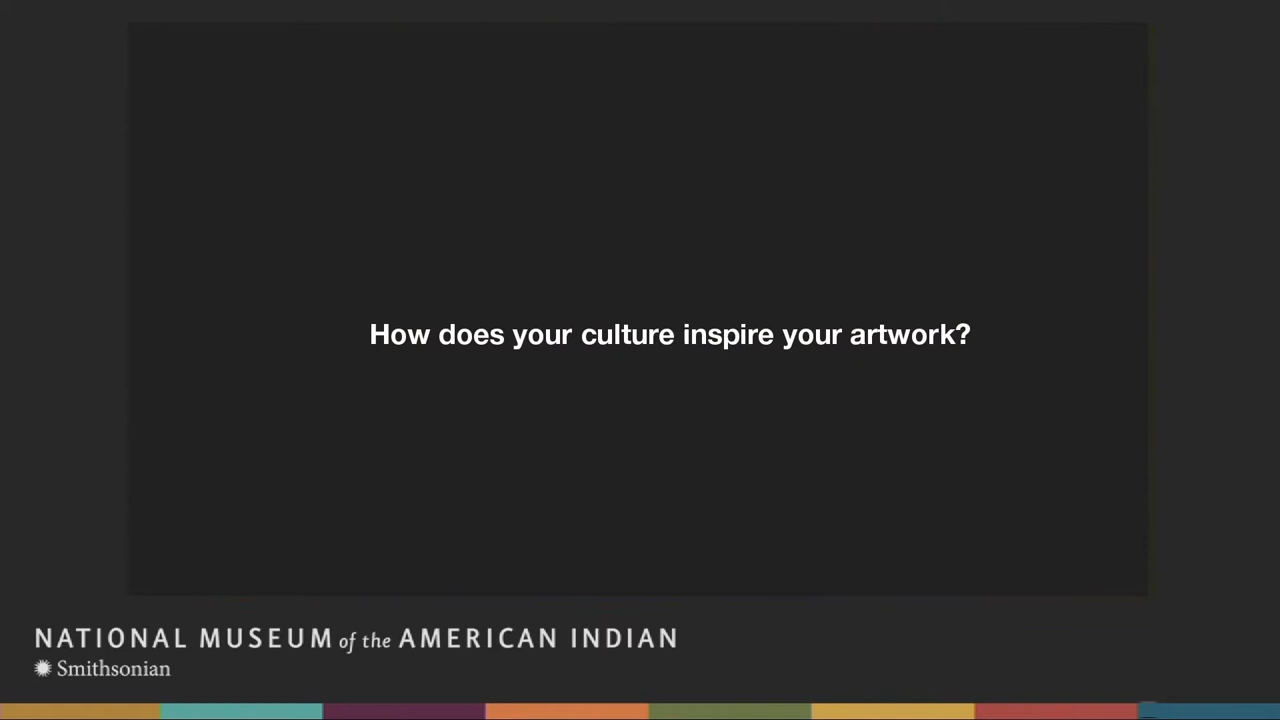 How does your culture inspire your artwork?
NATIONAL MUSEUM of the AMERICAN INDIAN
Smithsonian